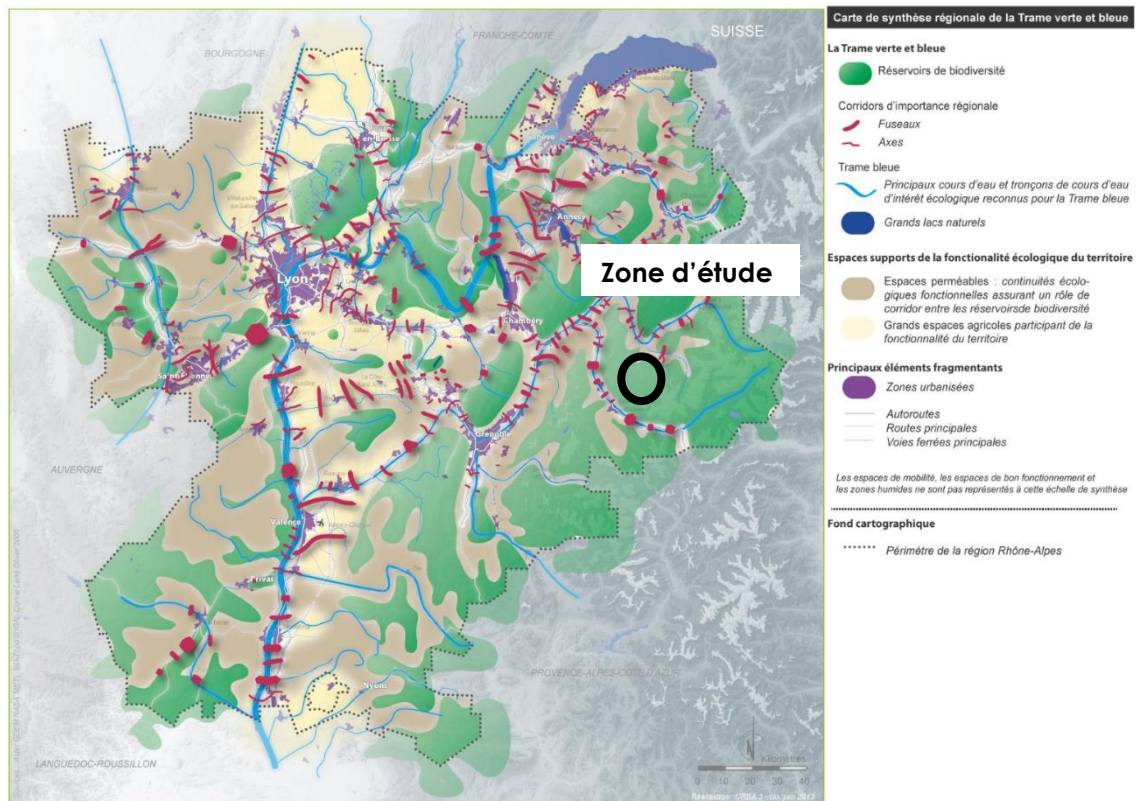 BOURGOGNE
FRANCHE-COMTE
SUISSE
Annecy
Zone d'étude
Lyon
Chambéry
Grenoble
AUVERGNE
Valence
Privas
Nyons
PROVENCE-ALPES-COTE D'AZUR
LANGUEDOC-ROUSSILLON
N
Kilomètres
0 10 20 30 40
Carte de synthèse régionale de la Trame verte et bleue
La Trame verte et bleue
Réservoirs de biodiversité
Corridors d'importance régionale
Fuseaux
Axes
Trame bleue
Principaux cours d'eau et tronçons de cours d'eau
d'intérêt écologique reconnus pour la Trame bleue
Grands lacs naturels
Espaces supports de la fonctionalité écologique du territoire
Espaces perméables : continuités écolo-
giques fonctionnelles assurant un rôle de
corridor entre les réservoirsde biodiversité
Grands espaces agricoles participant de la
fonctionnalité du territoire
Principaux éléments fragmentants
Zones urbanisées
Autoroutes
Routes principales
Voies ferrées principales
Les espaces de mobilité, les espaces de bon fonctionnement et
les zones humides ne sont pas représentés à cette échelle de synthèse
Fond cartographique
Périmètre de la région Rhône-Alpes